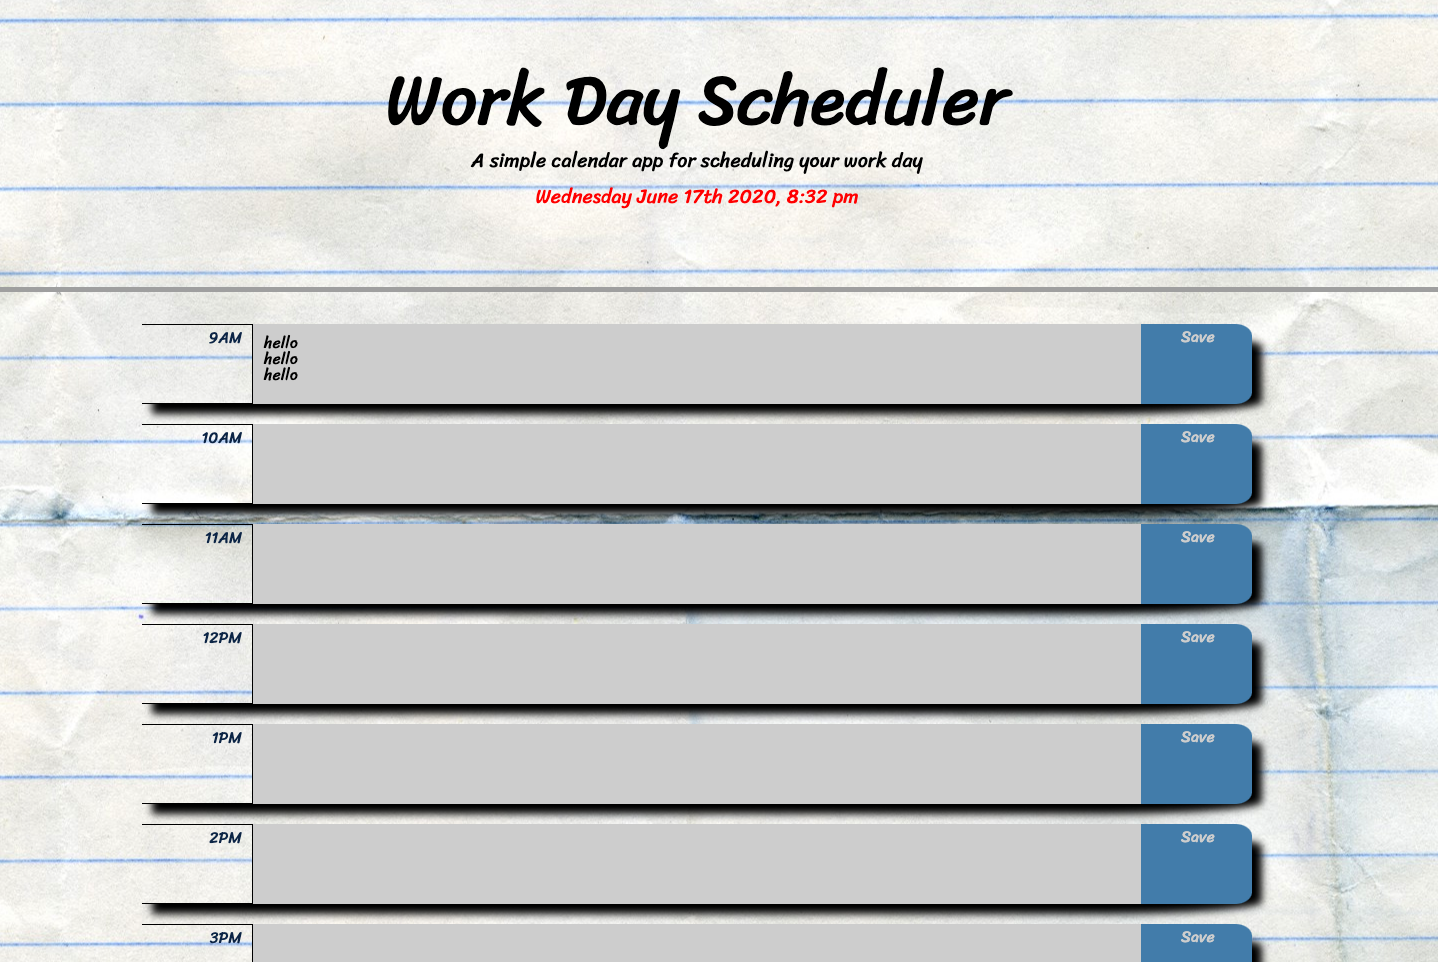 Work Day Scheduler
A simple calendar app for scheduling your work day
Wednesday June 17th 2020, 8:32 pm
9AM
hello
hello
hello
Save
10AM
Save
11AM
Save
12PM
Save
1PM
Save
2PM
Save
3PM
Save